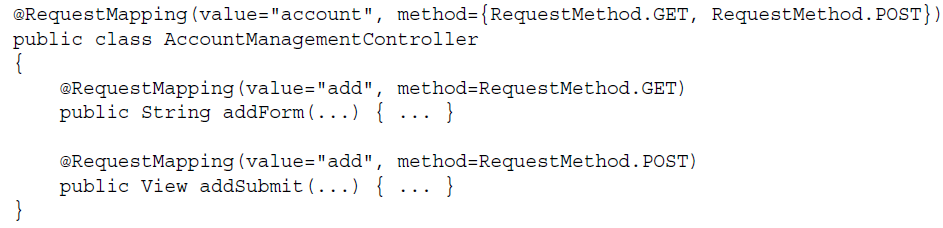 @RequestMapping(value="account", method={RequestMethod.GET, RequestMethod.POST})
public class AccountManagementController
{
    @RequestMapping(value="add", method=RequestMethod.GET)
    public String addForm(...) { ... }

    @RequestMapping(value="add", method=RequestMethod.POST)
    public View addSubmit(...) { ... }
}